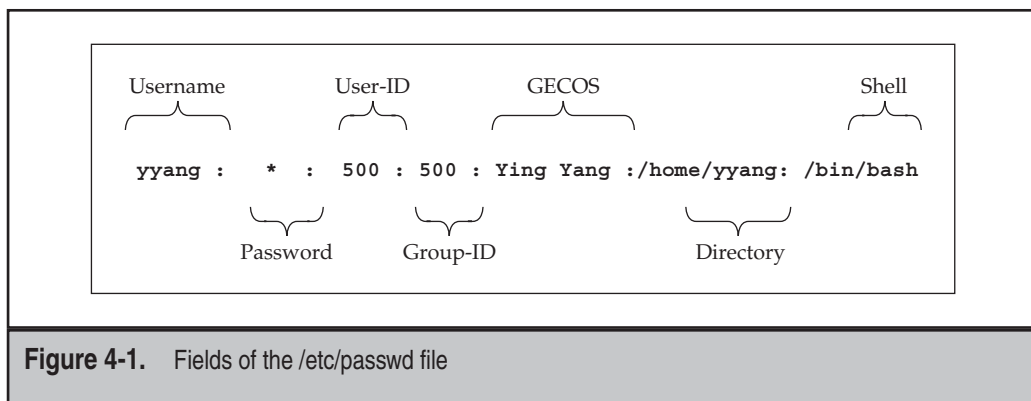 Username User-ID GECOS Shell
yyang : * : 500 : 500 : Ying Yang :/home/yyang: /bin/bash
Password Group-ID Directory
Figure 4-1. Fields of the /etc/passwd file